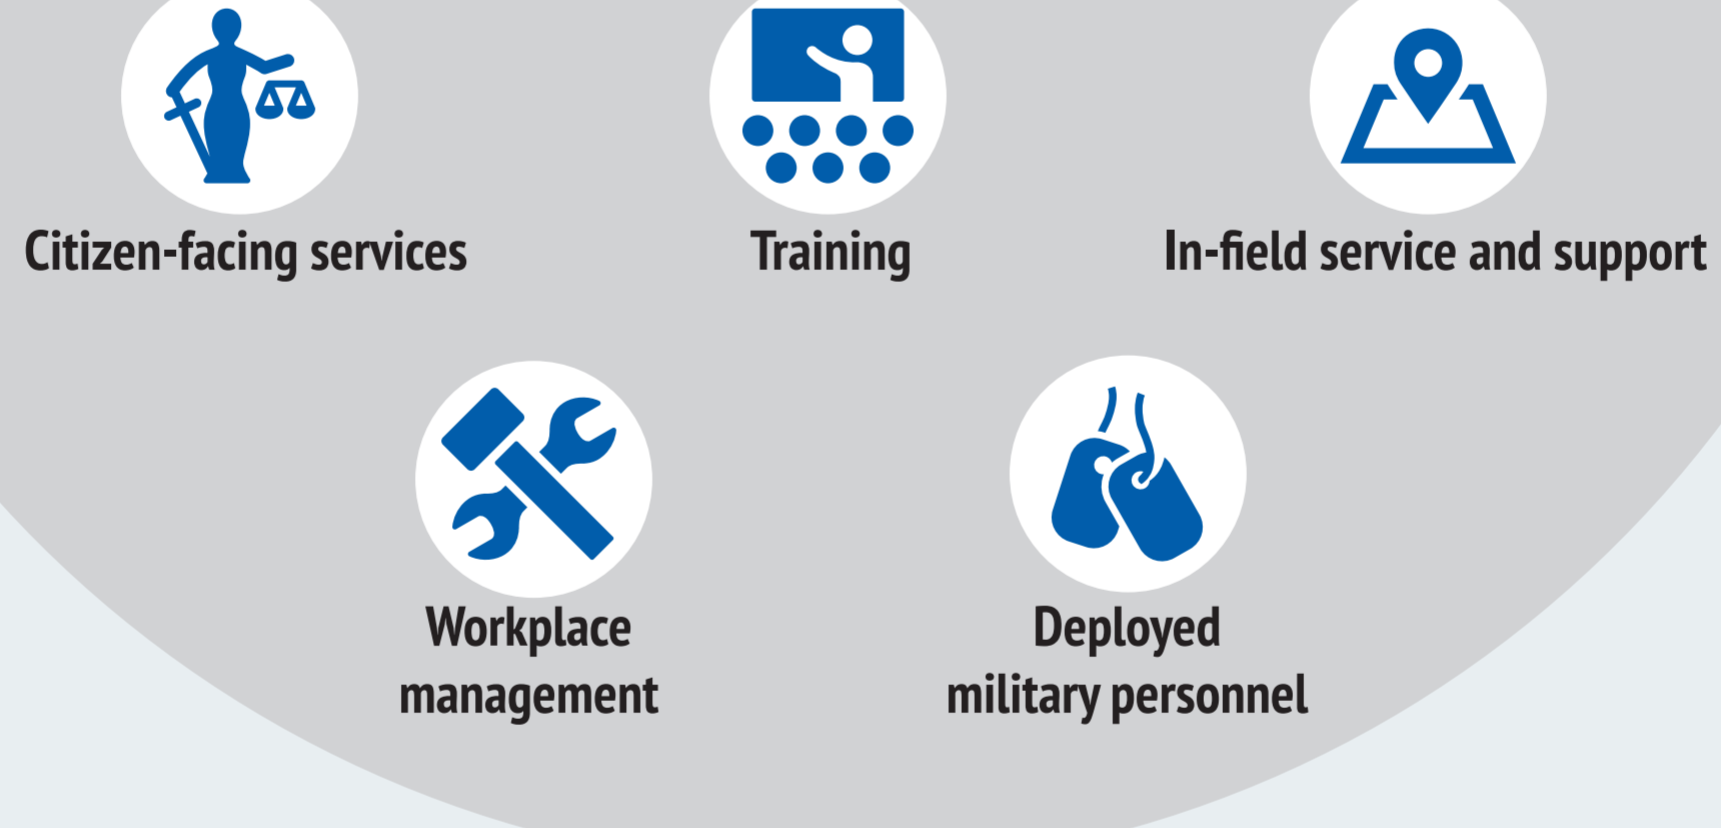 Citizen-facing services
Training
In-field service and support
Workplace
management
Deployed
military personnel